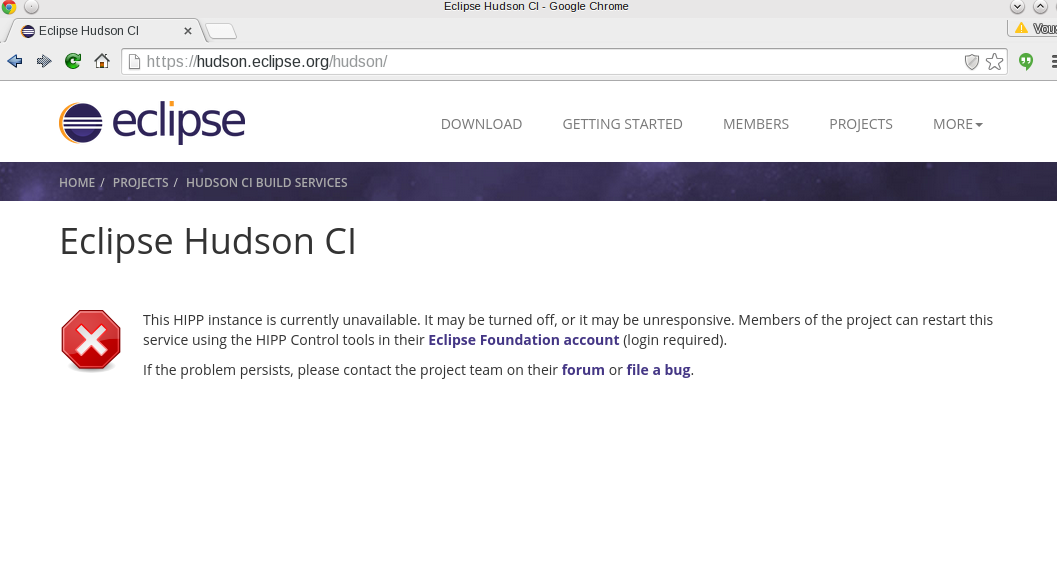 Eclipse Hudson CI - Google Chrome
Eclipse Hudson CI
https://hudson.eclipse.org/hudson/
eclipse
DOWNLOAD GETTING STARTED MEMBERS PROJECTS MORE
HOME / PROJECTS / HUDSON CI BUILD SERVICES
Eclipse Hudson CI
This HIPP instance is currently unavailable. It may be turned off, or it may be unresponsive. Members of the project can restart this
service using the HIPP Control tools in their Eclipse Foundation account (login required).
If the problem persists, please contact the project team on their forum or file a bug.